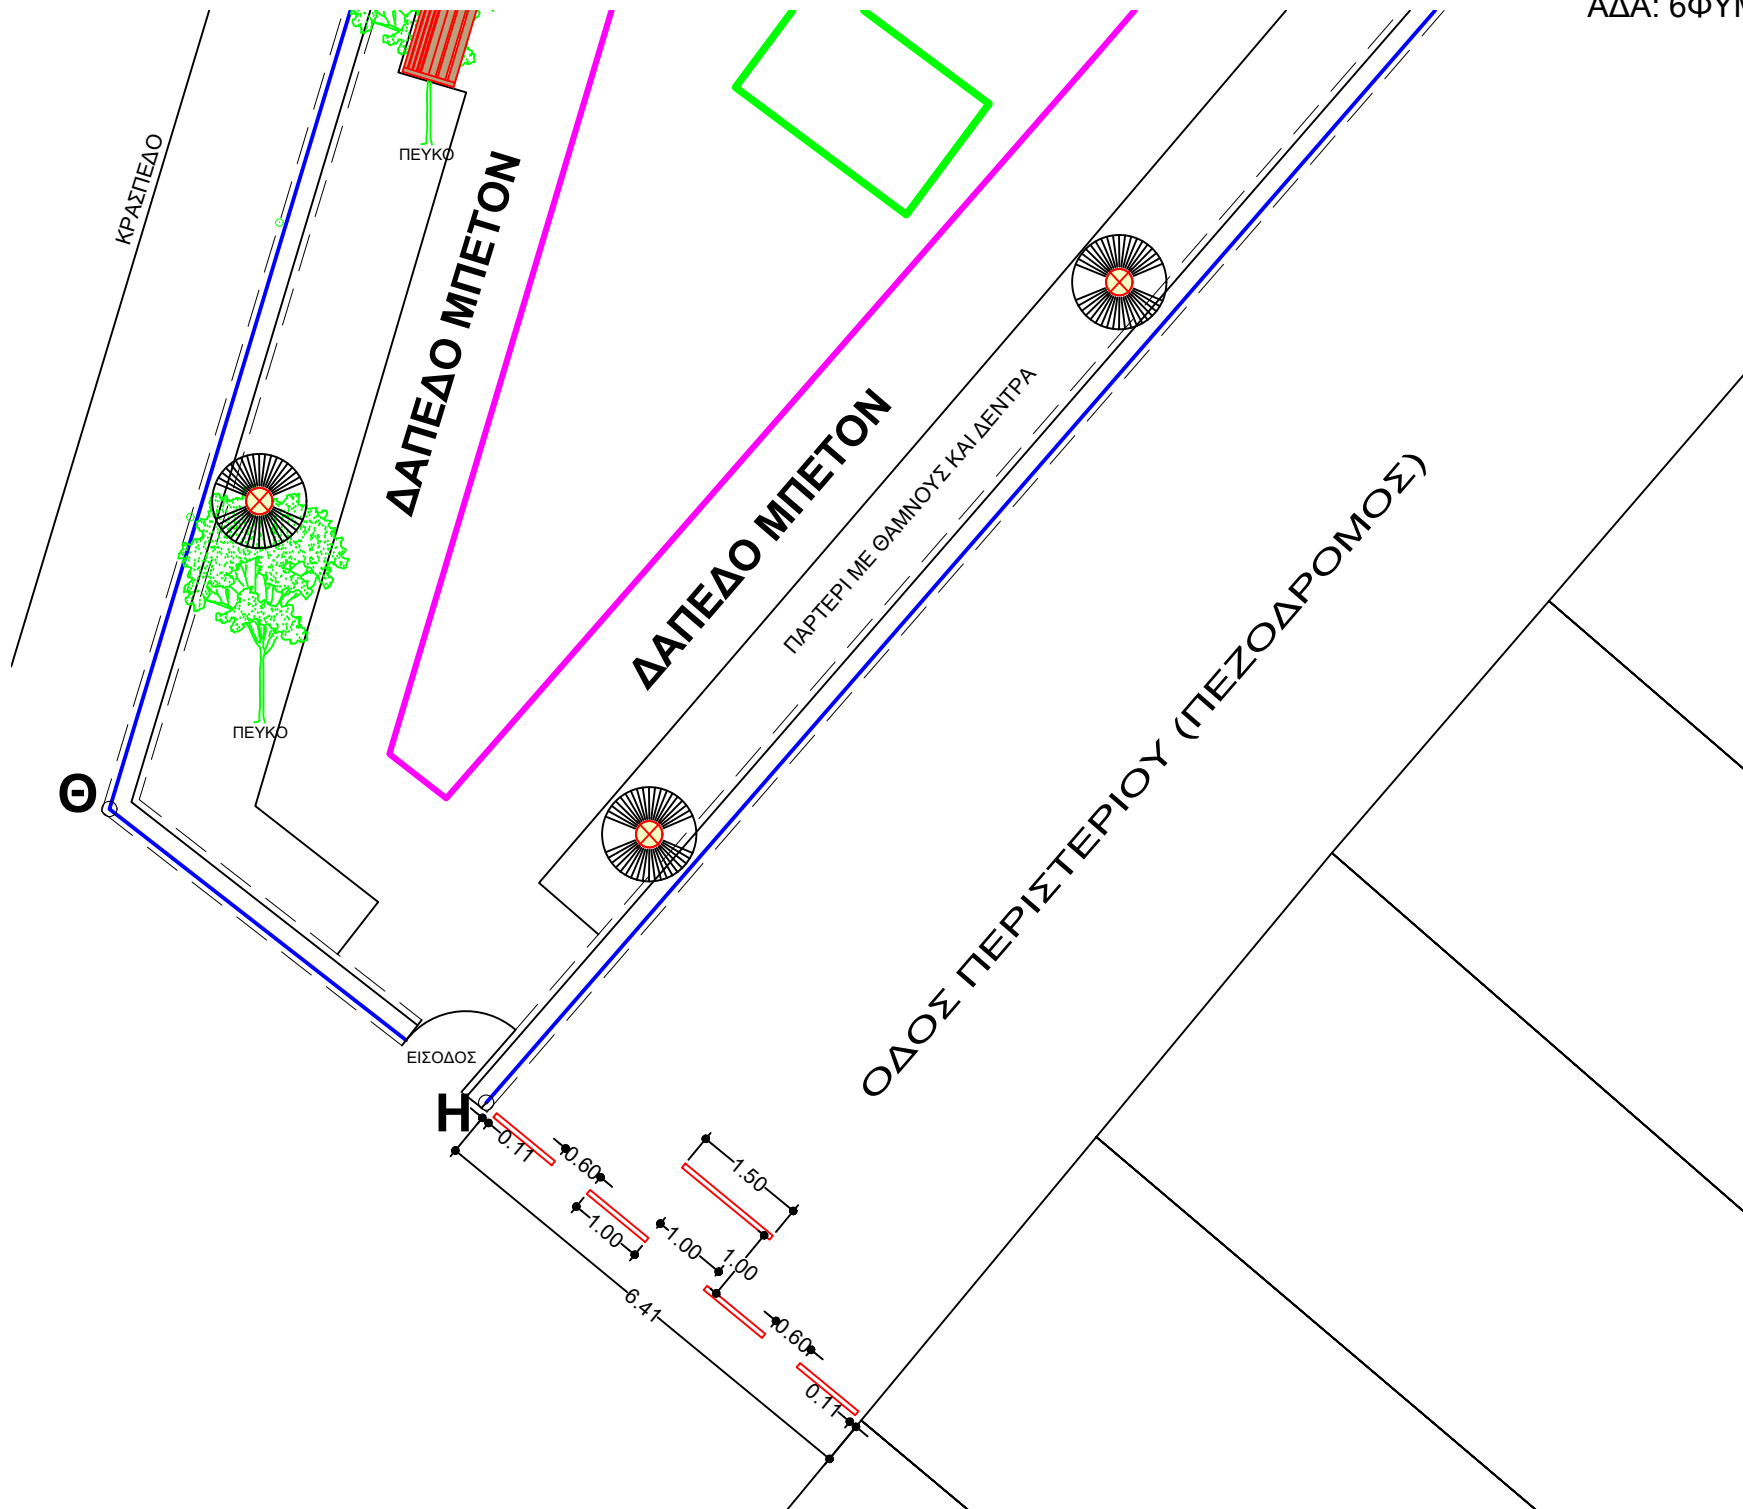 ΑΔΑ: 6ΦΥΜ
ΚΡΑΣΠΕΔΟ
ΠΕΥΚΟ
ΔΑΠΕΔΟ ΜΠΕΤΟΝ
ΔΑΠΕΔΟ ΜΠΕΤΟΝ
ΠΑΡΤΕΡΙ ΜΕ ΘΑΜΝΟΥΣ ΚΑΙ ΔΕΝΤΡΑ
ΟΔΟΣ ΠΕΡΙΣΤΕΡΙΟΥ (ΠΕΖΟΔΡΟΜΟΣ)
ΠΕΥΚΟ
Θ
ΕΙΣΟΔΟΣ
Η
0.11
0.60
1.50
1.00
1.00
1.00
6.41
0.60
0.11